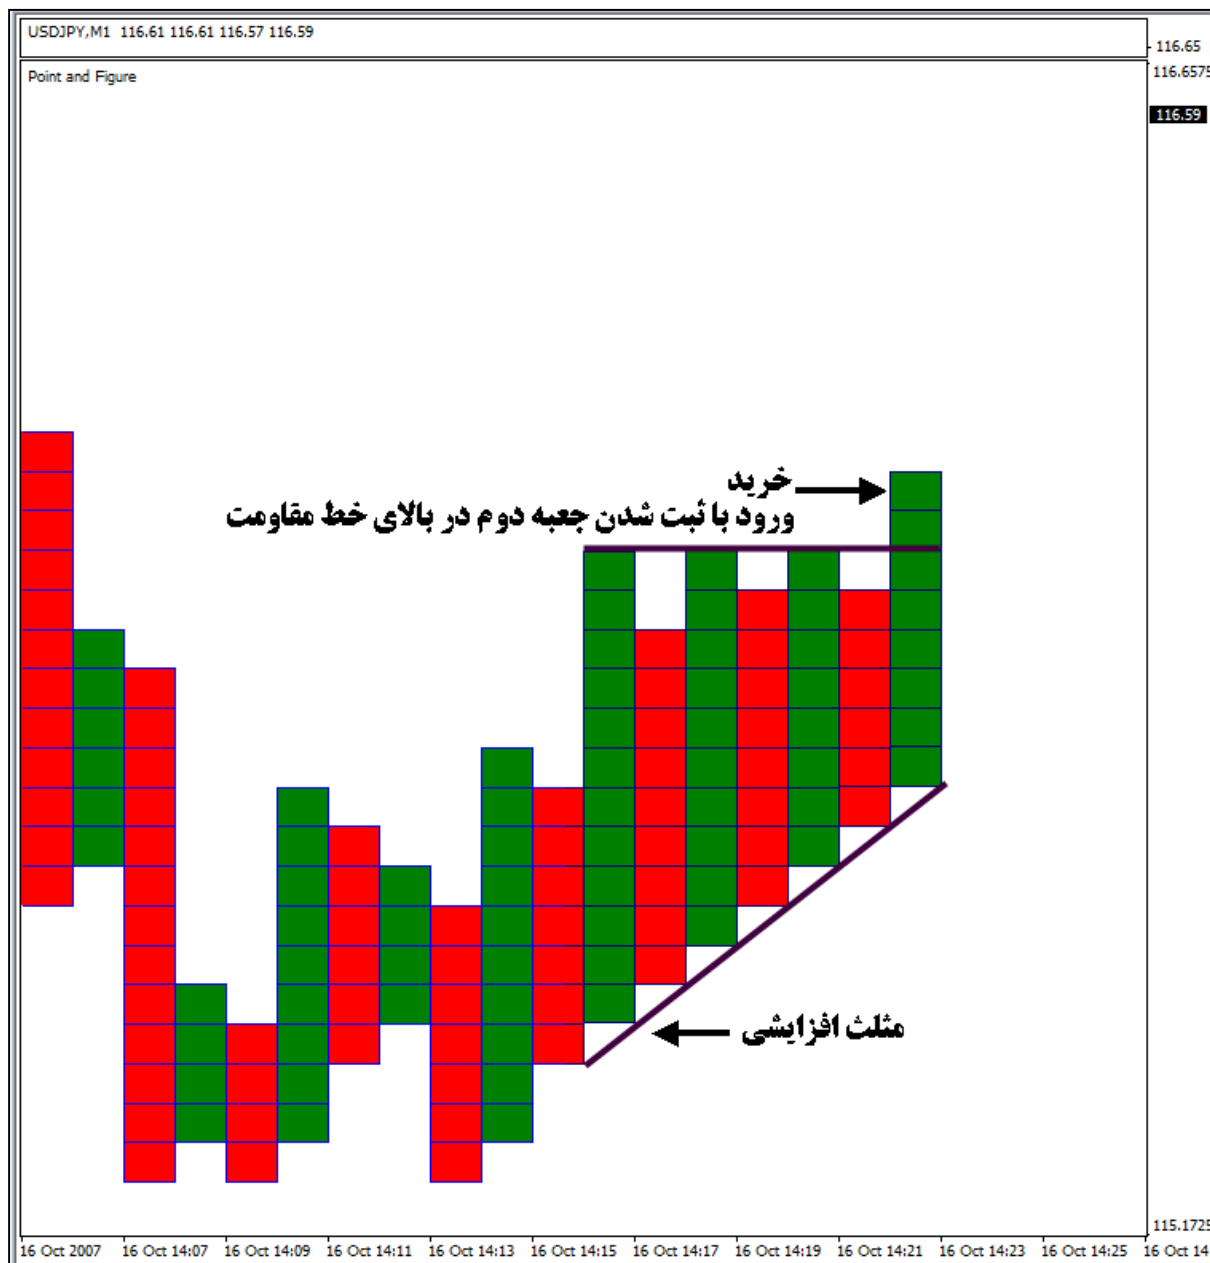 USDJPY,M1 116.61 116.61 116.57 116.59
116.65
116.6575
Point and Figure
116.59
خرید
ورود با ثبت شدن جعبه دوم در بالای خط مقاومت
مثلث افزایشی
115.1725
16 Oct 2007 16 Oct 14:07 16 Oct 14:09 16 Oct 14:11 16 Oct 14:13 16 Oct 14:15 16 Oct 14:17 16 Oct 14:19 16 Oct 14:21 16 Oct 14:23 16 Oct 14:25 16 Oct 14